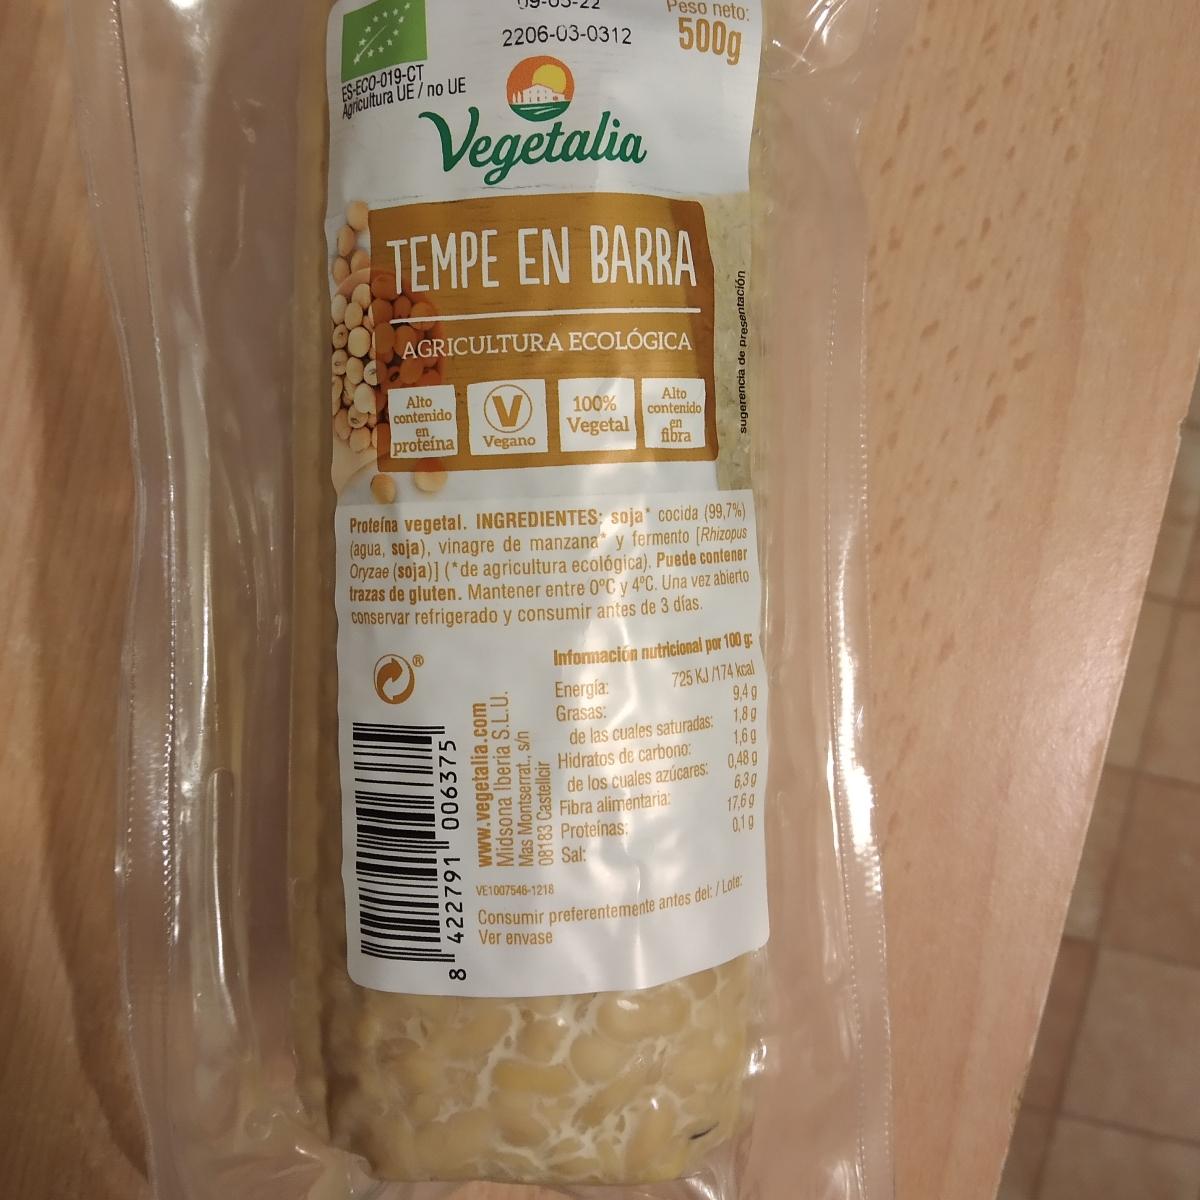 2206-03-0312
Peso neto:
500g
ES-ECO-019-CT
Agricultura UE / no UE
Vegetalia
TEMPE EN BARRA
AGRICULTURA ECOLÓGICA
Alto
contenido
en
proteína
V
Vegano
100%
Vegetal
Alto
contenido
en
fibra
sugerencia de presentación
Proteína vegetal. INGREDIENTES: soja* cocida (99,7%)
(agua, soja), vinagre de manzana* y fermento [Rhizopus
Oryzae (soja)] (*de agricultura ecológica). Puede contener
trazas de gluten. Mantener entre 0ºC y 4ºC. Una vez abierto
conservar refrigerado y consumir antes de 3 días.
®
Información nutricional por 100 g:
Energía: 725 KJ /174 kcal
Grasas: 9,4 g
de las cuales saturadas: 1,8 g
Hidratos de carbono: 1,6 g
de los cuales azúcares: 0,48 g
Fibra alimentaria: 6,3 g
Proteínas: 17,6 g
Sal: 0,1 g
www.vegetalia.com
Midsona Iberia S.L.U.
Mas Montserrat., s/n
08183 Castellcir
8 422791 006375
VE1007546-1218
Consumir preferentemente antes del: / Lote:
Ver envase